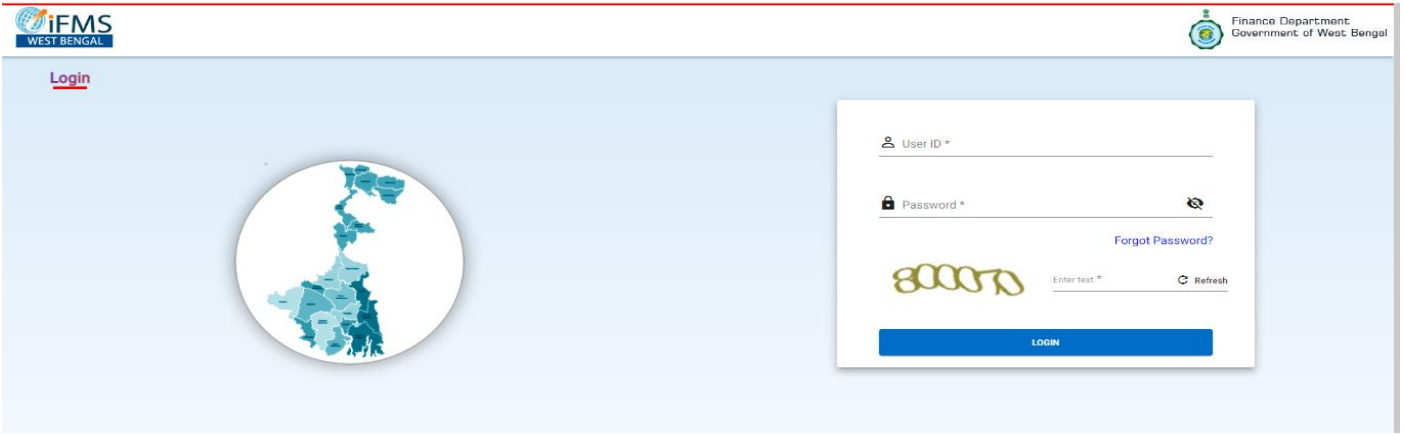 iFMS
WEST BENGAL
Finance Department
Government of West Bengal
Login
User ID *
Password *
Forgot Password?
Enter text *
Refresh
LOGIN